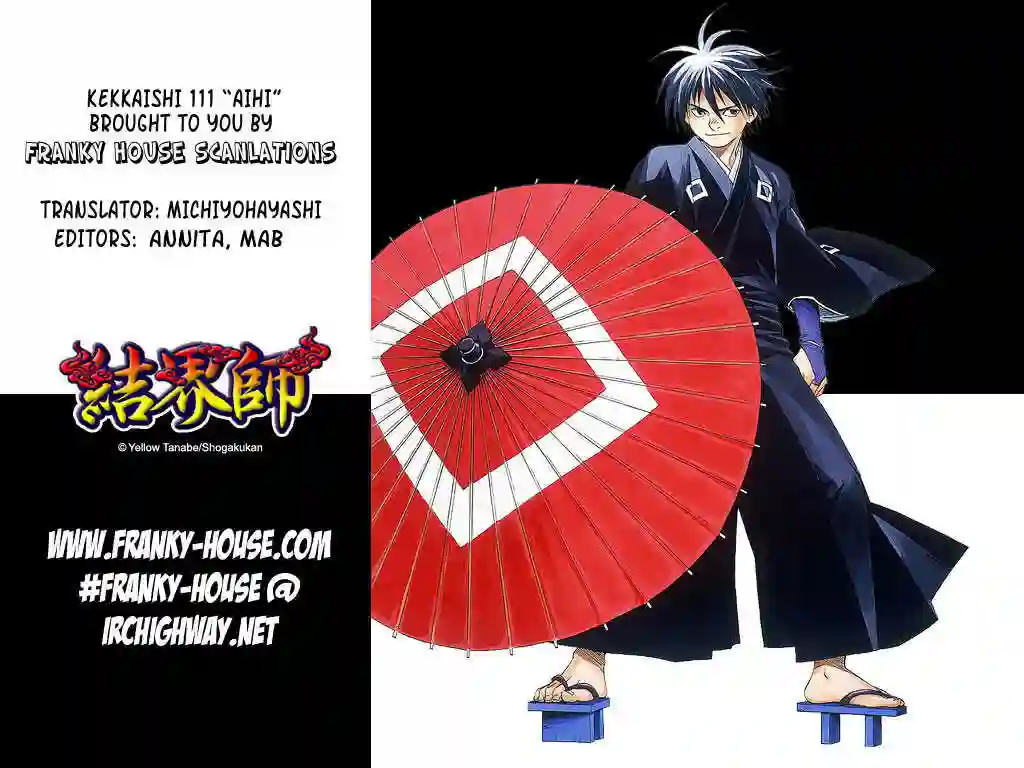 KEKKAISHI 111 "AIHI"
BROUGHT TO YOU BY
FRANKY HOUSE SCANLATIONS
TRANSLATOR: MICHIYOHAYASHI
EDITORS: ANNITA, MAB
結界師
© Yellow Tanabe/Shogakukan
WWW.FRANKY-HOUSE.COM
#FRANKY-HOUSE @
IRCHIGHWAY.NET